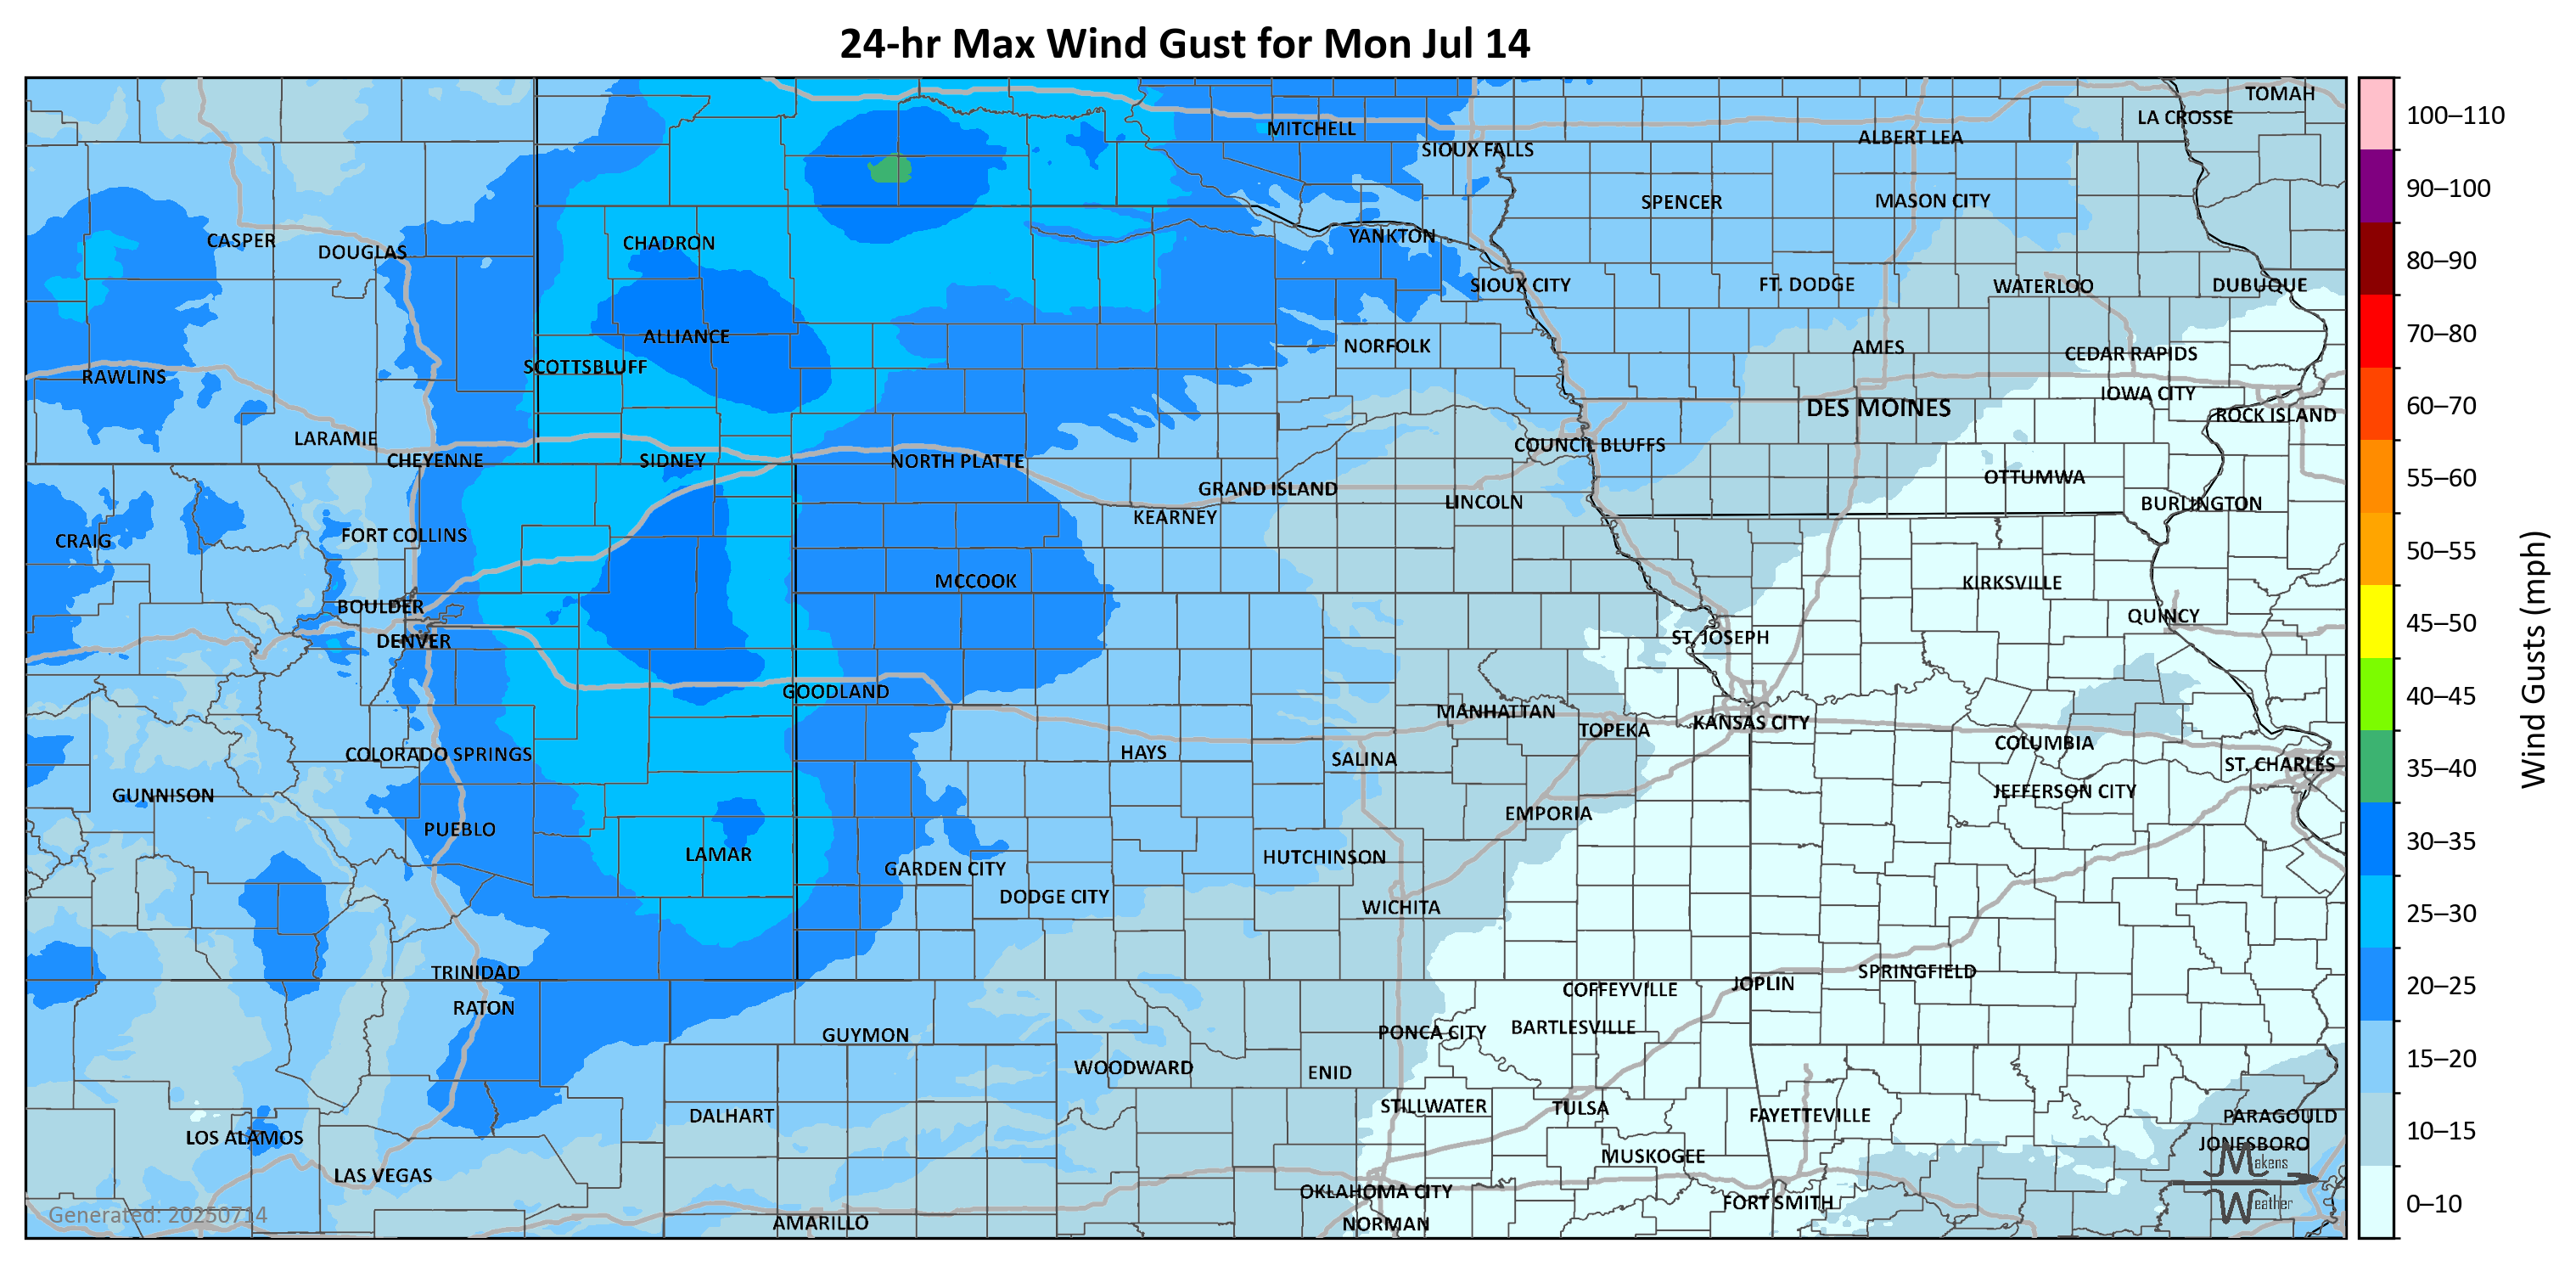 24-hr Max Wind Gust for Mon Jul 14
TOMAH
LA CROSSE
100–110
MITCHELL
ALBERT LEA
SIOUX FALLS
90–100
SPENCER
MASON CITY
CASPER
DOUGLAS
CHADRON
YANKTON
80–90
SIOUX CITY
FT. DODGE
WATERLOO
DUBUQUE
ALLIANCE
70–80
NORFOLK
AMES
CEDAR RAPIDS
SCOTTSBLUFF
RAWLINS
IOWA CITY
60–70
DES MOINES
ROCK ISLAND
LARAMIE
COUNCIL BLUFFS
CHEYENNE
SIDNEY
NORTH PLATTE
55–60
OTTUMWA
GRAND ISLAND
LINCOLN
BURLINGTON
KEARNEY
FORT COLLINS
CRAIG
50–55
MCCOOK
KIRKSVILLE
BOULDER
QUINCY
45–50
DENVER
ST. JOSEPH
GOODLAND
40–45
MANHATTAN
TOPEKA
KANSAS CITY
COLUMBIA
COLORADO SPRINGS
HAYS
SALINA
ST. CHARLES
35–40
GUNNISON
JEFFERSON CITY
EMPORIA
PUEBLO
30–35
LAMAR
HUTCHINSON
GARDEN CITY
DODGE CITY
WICHITA
25–30
TRINIDAD
SPRINGFIELD
JOPLIN
COFFEYVILLE
20–25
RATON
GUYMON
PONCA CITY
BARTLESVILLE
15–20
WOODWARD
ENID
STILLWATER
TULSA
DALHART
FAYETTEVILLE
PARAGOULD
10–15
LOS ALAMOS
JONESBORO
MUSKOGEE
Makens
LAS VEGAS
OKLAHOMA CITY
FORT SMITH
Weather
0–10
Generated: 20250714
AMARILLO
NORMAN
Wind Gusts (mph)